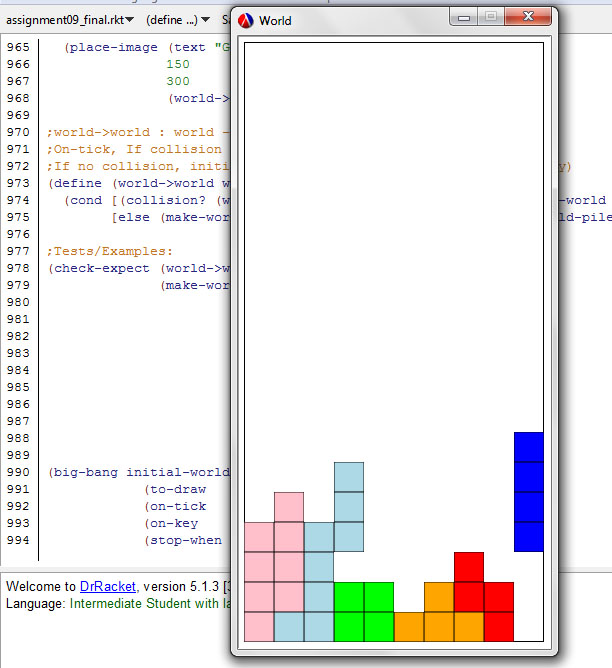 assignment09_final.rkt▼ (define ...)▼
World
965 (place-image (text "G
966 150
967 300
968 (world->
969
970 ;world->world : world -
971 ;On-tick, If collision
972 ;If no collision, initi y)
973 (define (world->world w
974 (cond [(collision? (w -world
975 [else (make-wor ld-pile
976
977 ;Tests/Examples:
978 (check-expect (world->w
979 (make-wor
980
981
982
983
984
985
986
987
988
989
990 (big-bang initial-world
991 (to-draw
992 (on-tick
993 (on-key
994 (stop-when
Welcome to DrRacket, version 5.1.3 [3
Language: Intermediate Student with la